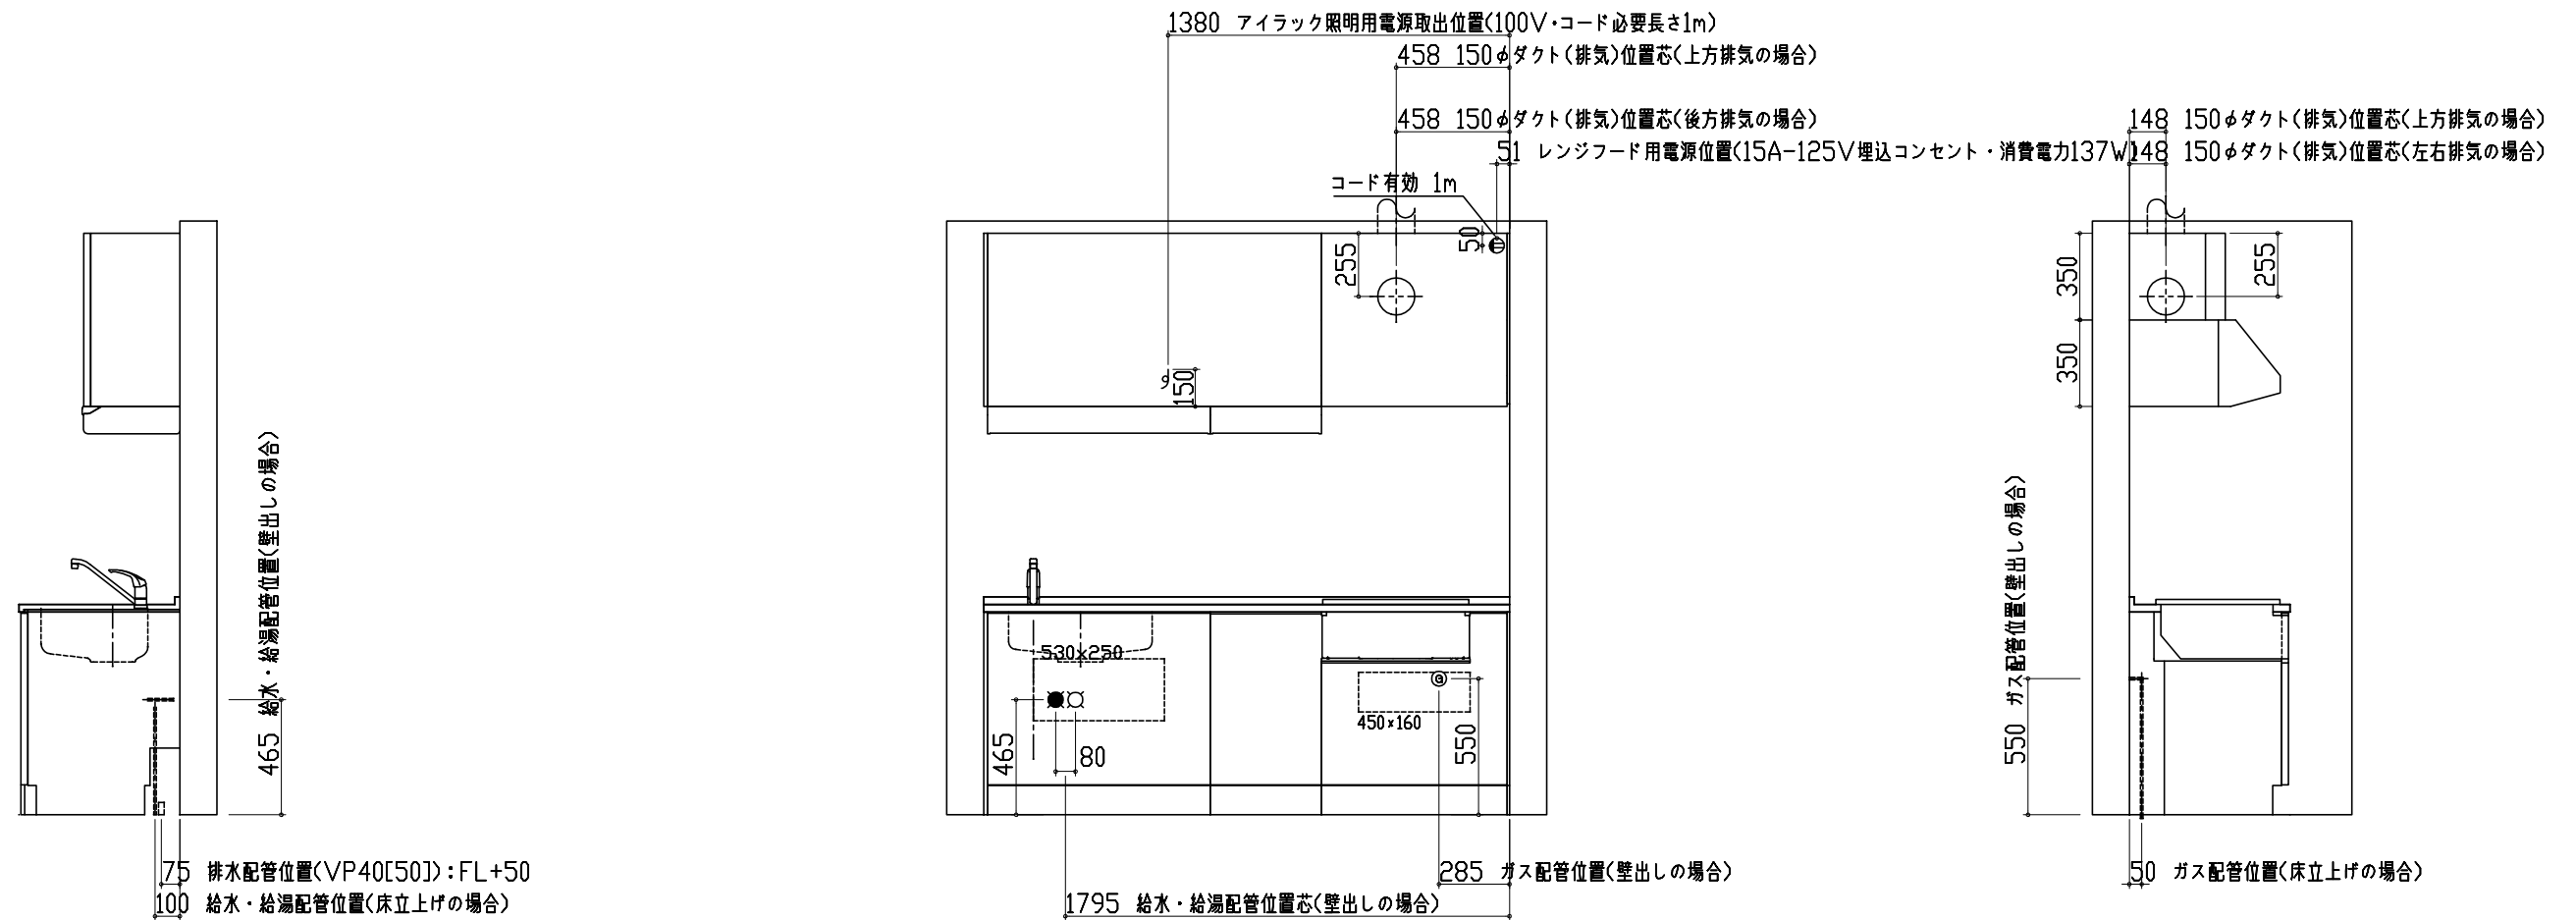 1380 アイラック照明用電源取出位置(100V・コード必要長さ1m)
458 150φダクト(排気)位置芯(上方排気の場合)
458 150φダクト(排気)位置芯(後方排気の場合)
148 150φダクト(排気)位置芯(上方排気の場合)
51 レンジフード用電源位置(15A-125V埋込コンセント・消費電力137W)
148 150φダクト(排気)位置芯(左右排気の場合)
コード有効 1m
50
255
150
350
350
255
465 給水・給湯配管位置(壁出しの場合)
550 ガス配管位置(壁出しの場合)
530×250
450×160
465
80
550
75 排水配管位置(VP40[50]):FL+50
100 給水・給湯配管位置(床立上げの場合)
285 ガス配管位置(壁出しの場合)
1795 給水・給湯配管位置芯(壁出しの場合)
50 ガス配管位置(床立上げの場合)
G